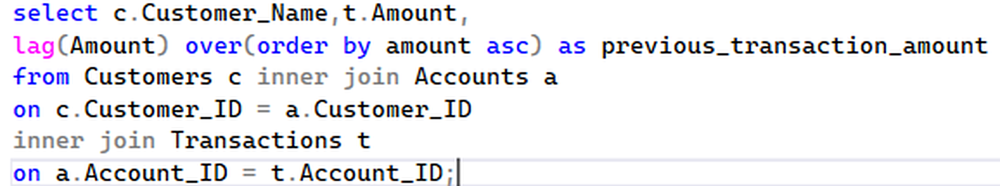 select c.Customer_Name,t.Amount,
lag(Amount) over(order by amount asc) as previous_transaction_amount
from Customers c inner join Accounts a
on c.Customer_ID = a.Customer_ID
inner join Transactions t
on a.Account_ID = t.Account_ID;